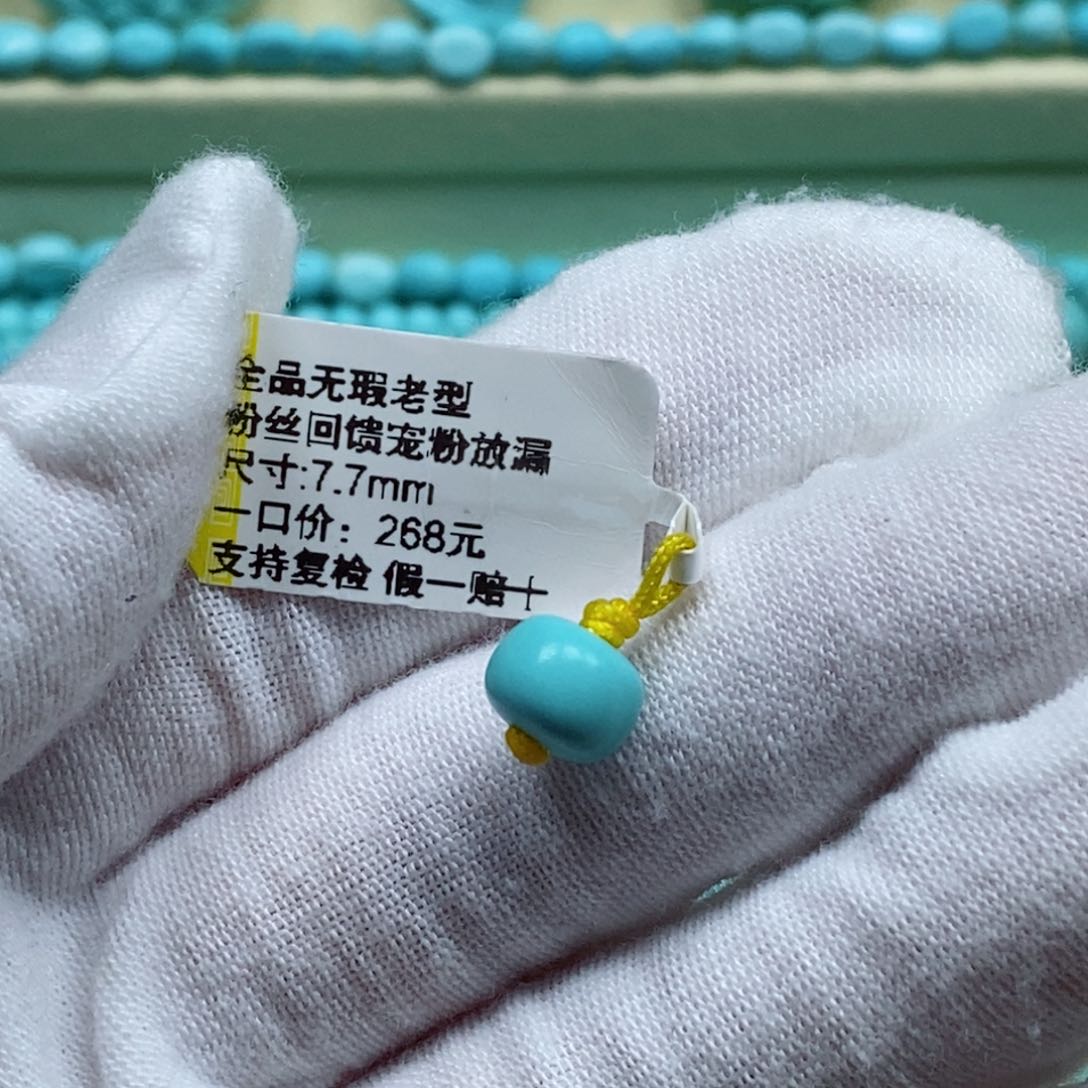 全品无瑕老型
粉丝回馈宠粉放漏
尺寸:7.7mm
一口价：268元
支持复检 假一赔十